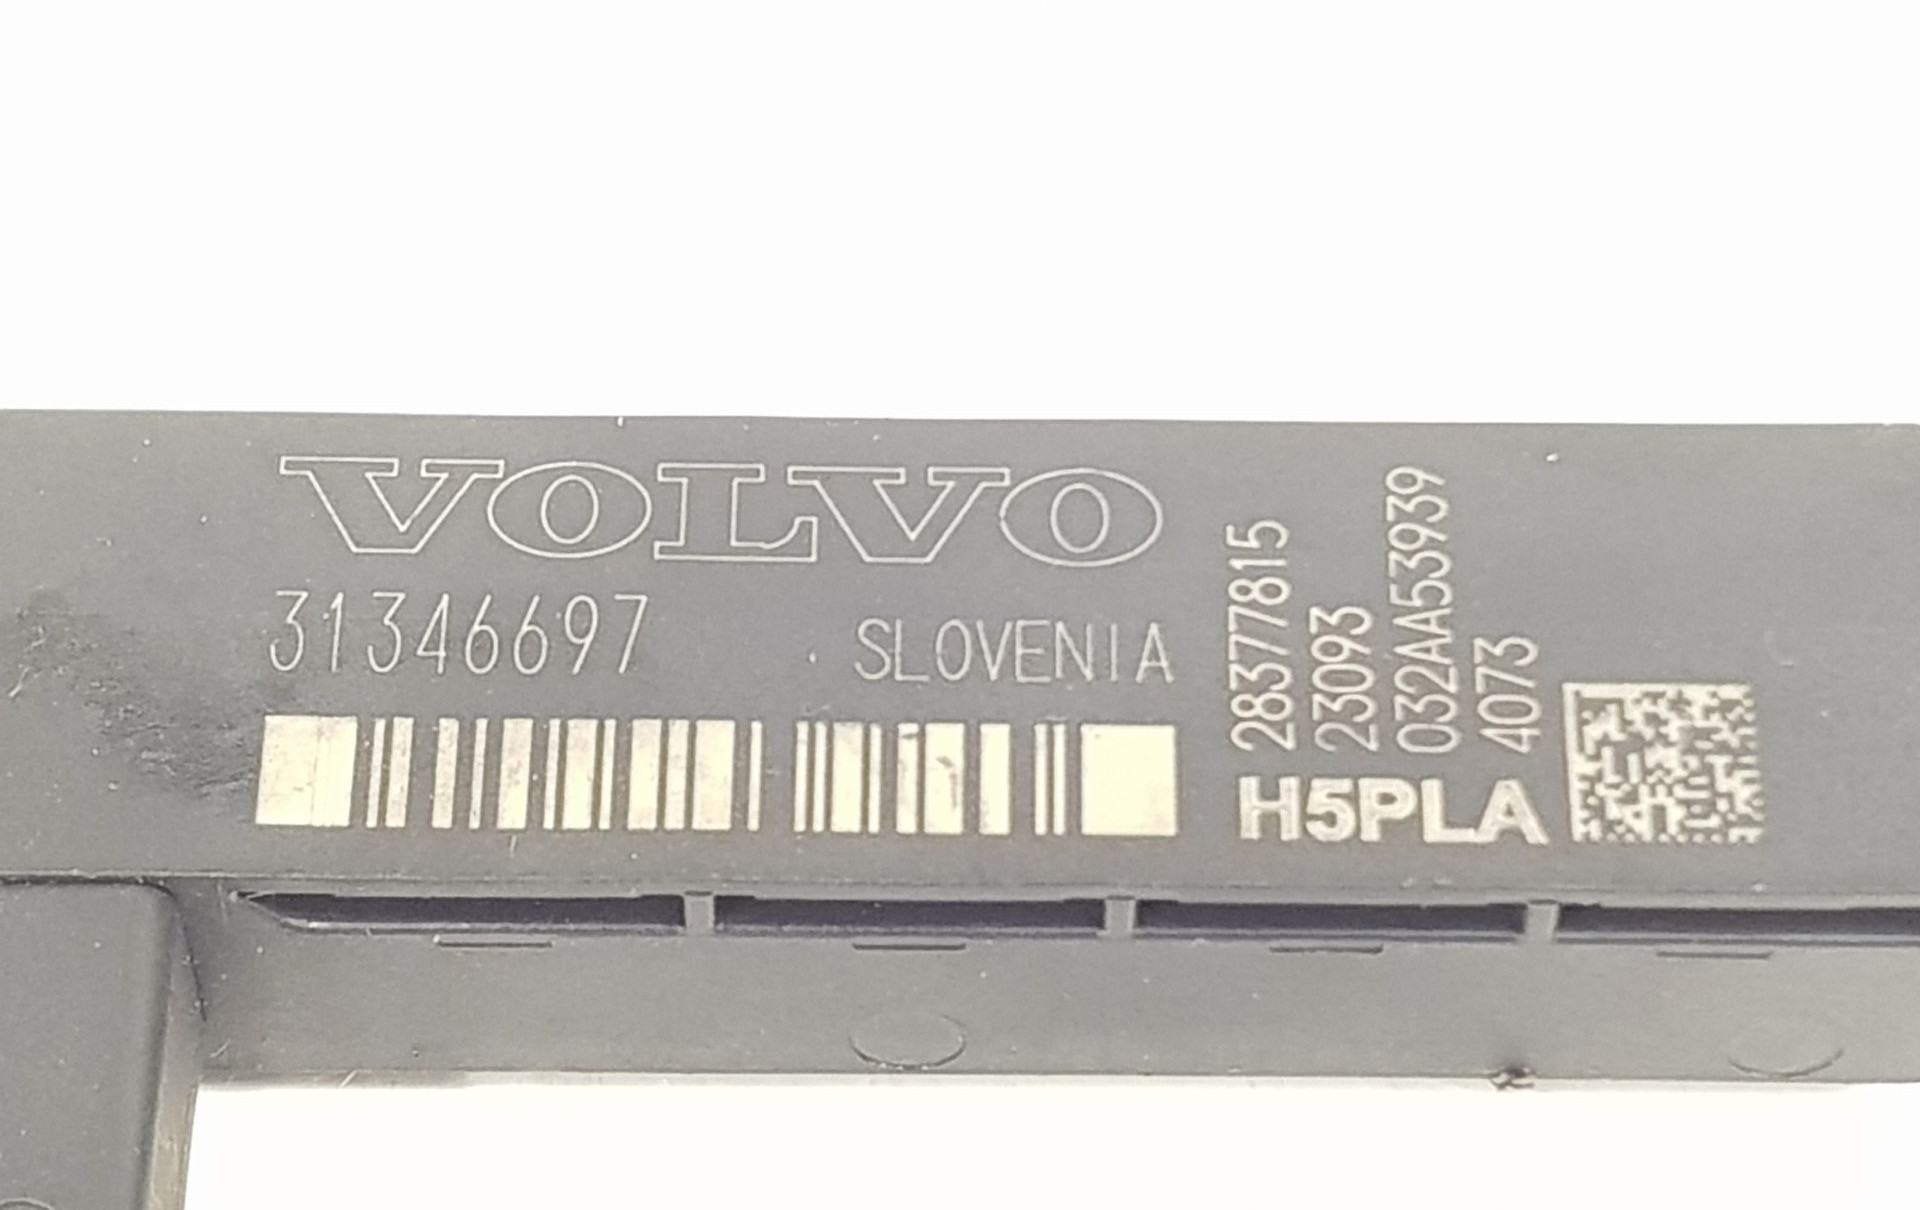 VOLVO
31346697
SLOVENIA
28377815
23093
032AA53939
4073
H5PLA